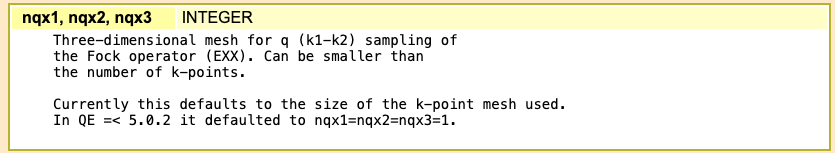 nqx1, nqx2, nqx3 INTEGER
Three-dimensional mesh for q (k1-k2) sampling of
the Fock operator (EXX). Can be smaller than
the number of k-points.
Currently this defaults to the size of the k-point mesh used.
In QE =< 5.0.2 it defaulted to nqx1=nqx2=nqx3=1.